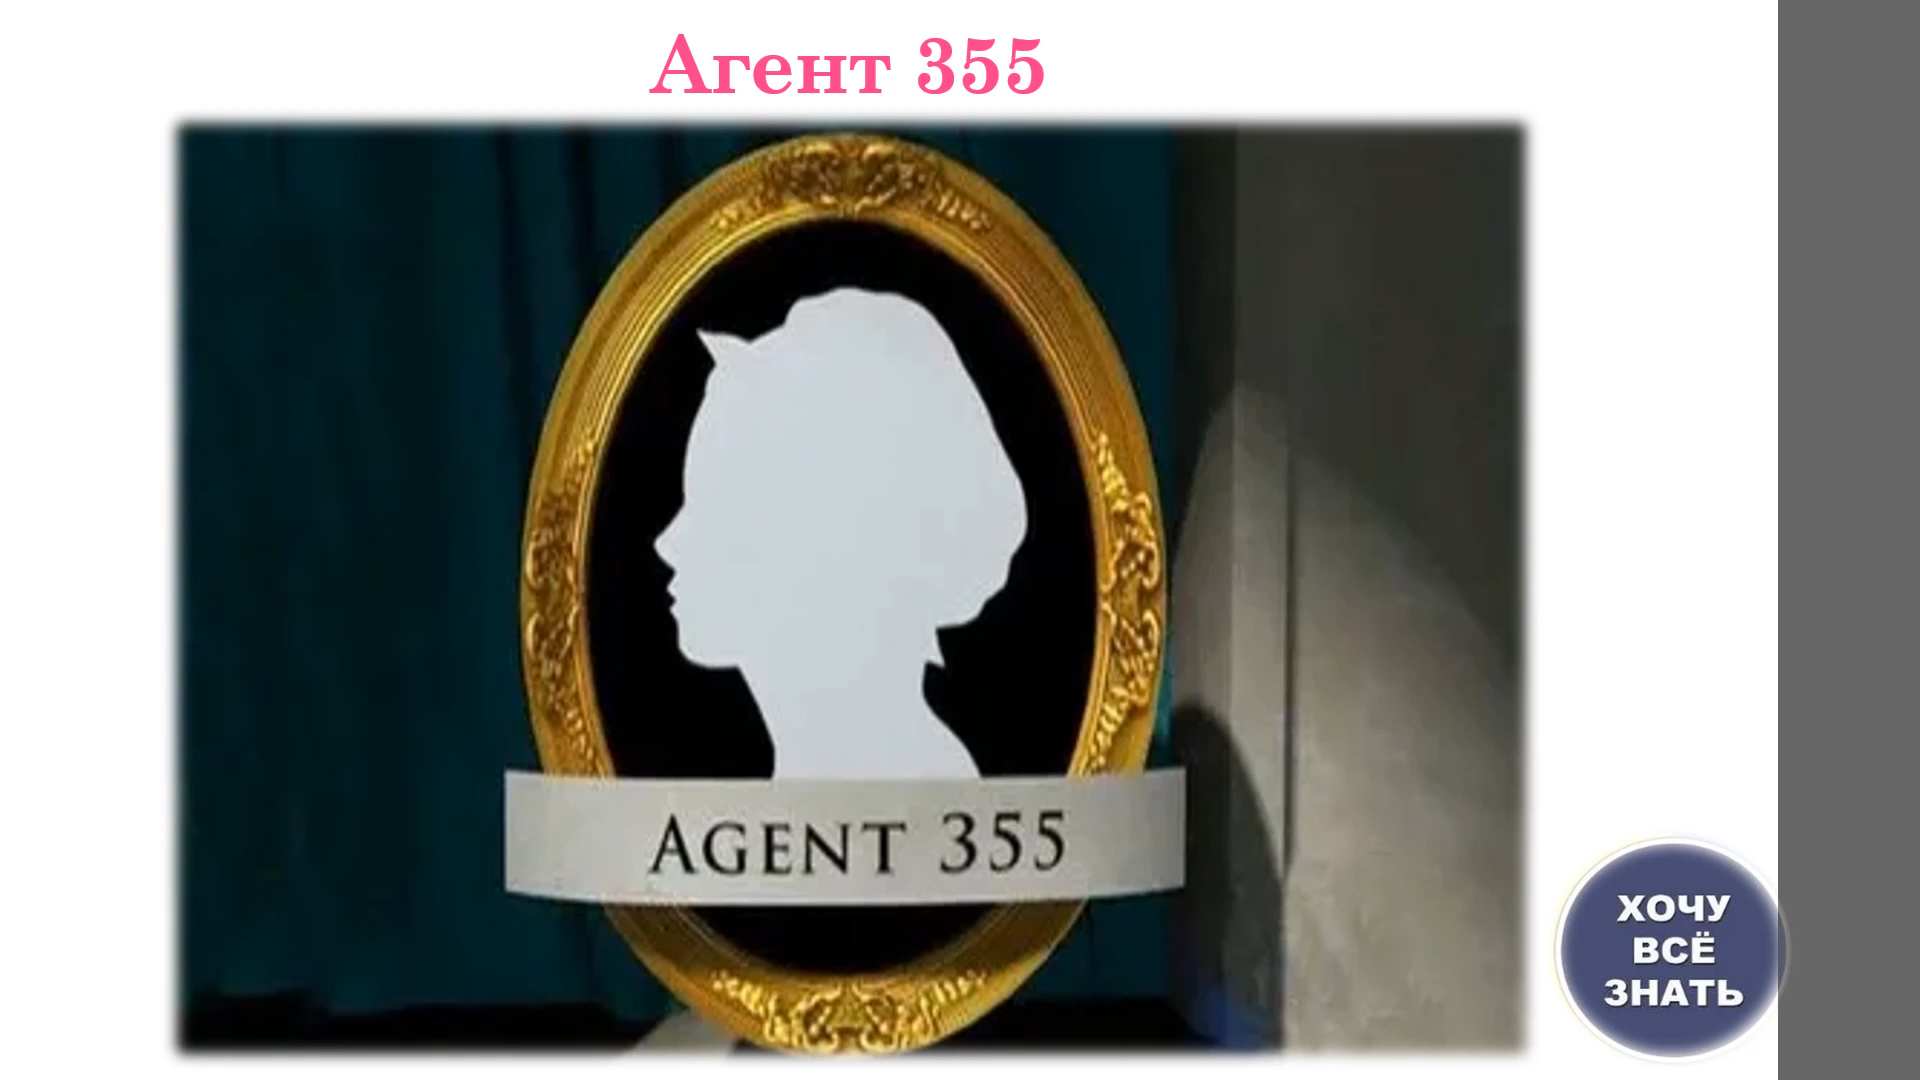 Агент 355
AGENT 355
ХОЧУ
ВСЁ
ЗНАТЬ